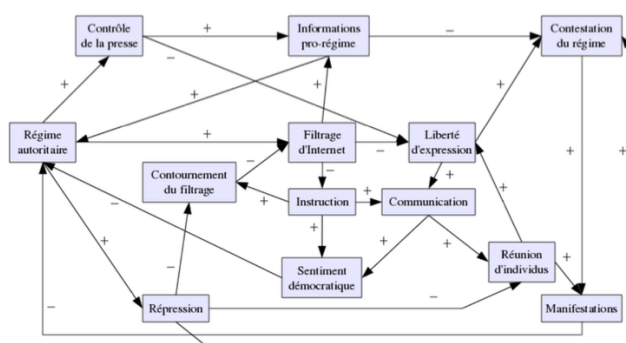 Contrôle
de la presse
+
Informations
pro-régime
-
Contestation
du régime
+
-
+
+
+
+
+
Régime
autoritaire
+
Filtrage
d'Internet
-
Liberté
d'expression
Contournement
du filtrage
-
-
+
+
Instruction
+
Communication
+
-
+
+
+
+
Sentiment
démocratique
Réunion
d'individus
+
-
-
-
Répression
Manifestations